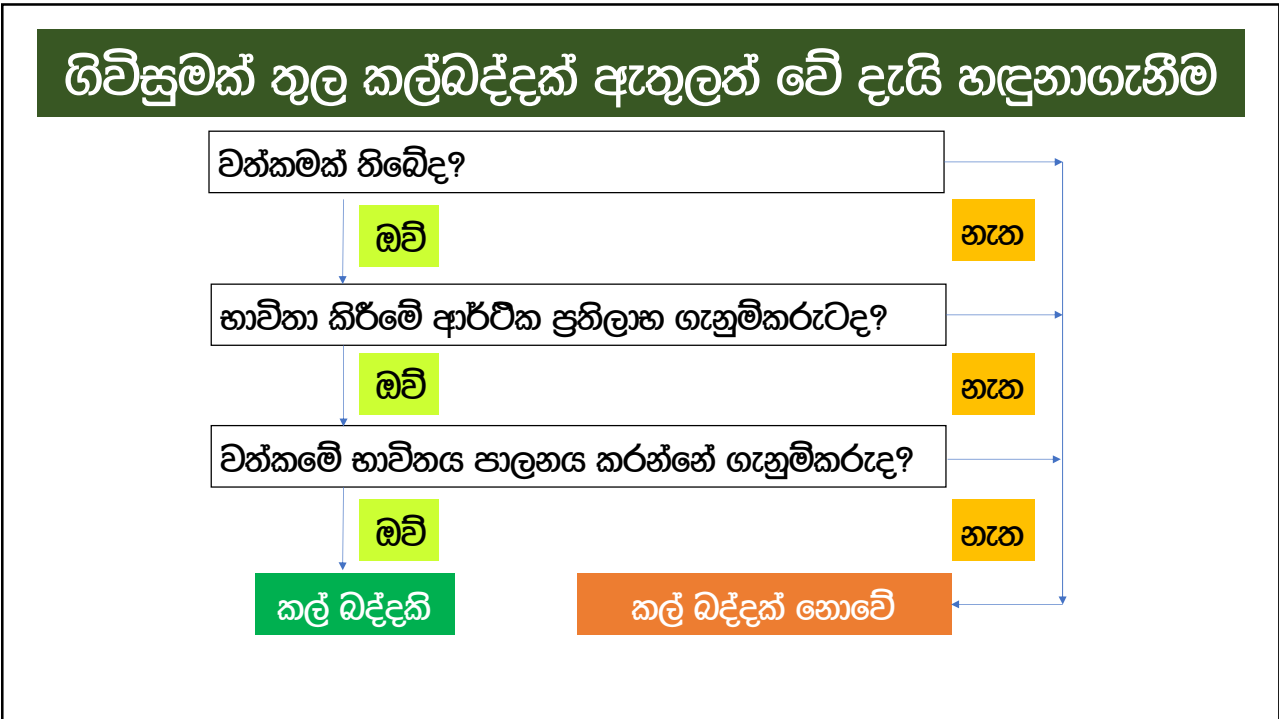 ගිවිසුමක් තුල කල්බද්දක් ඇතුලත් වේ දැයි හඳුනාගැනීම
වත්කමක් තිබේද?
ඔව්
නැත
භාවිතා කිරීමේ ආර්ථික ප්‍රතිලාභ ගැනුම්කරුටද?
ඔව්
නැත
වත්කමේ භාවිතය පාලනය කරන්නේ ගැනුම්කරුද?
ඔව්
නැත
කල් බද්දකි
කල් බද්දක් නොවේ